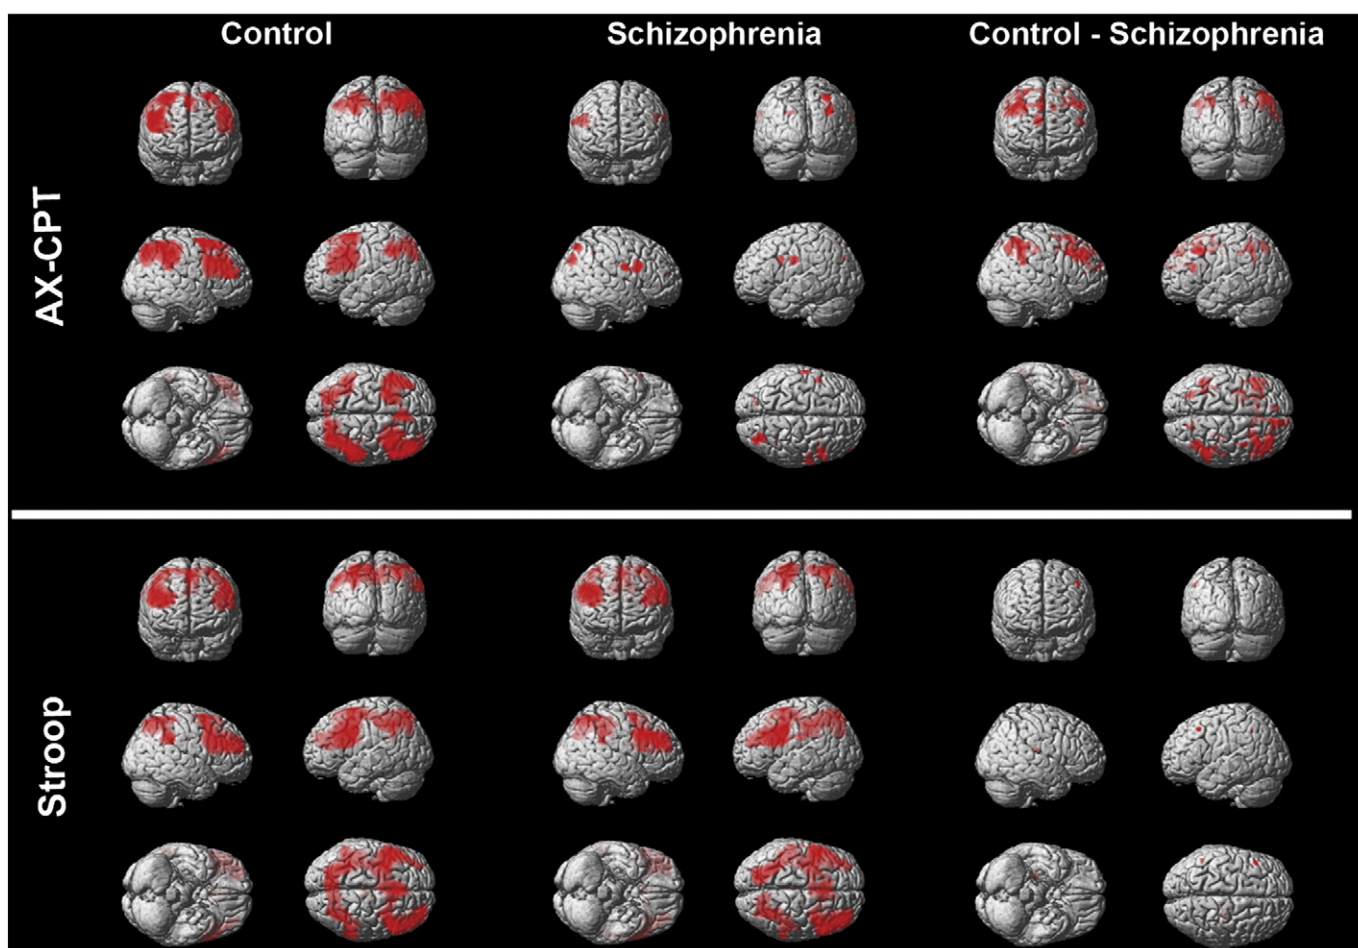 Control
Schizophrenia
Control - Schizophrenia
AX-CPT
Stroop